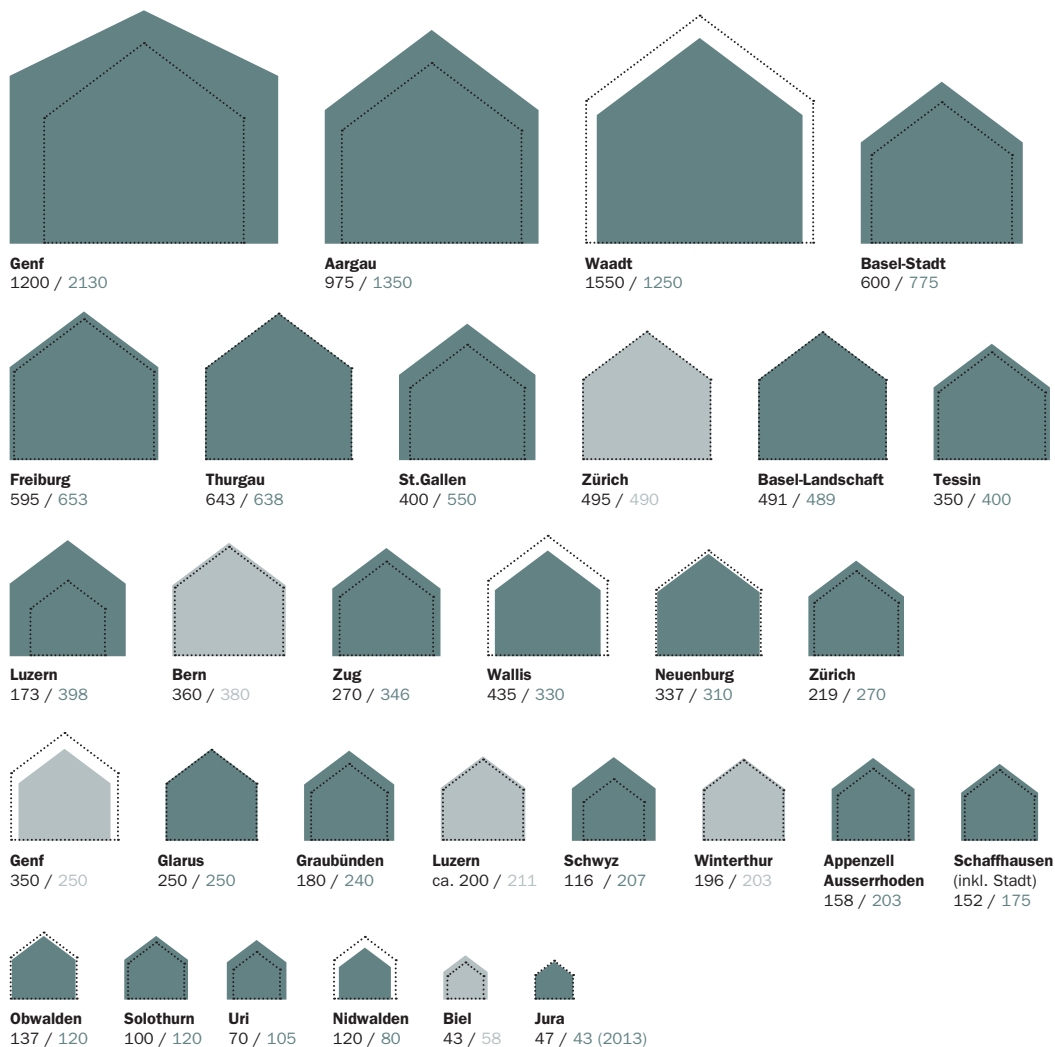 Genf
1200 / 2130
Aargau
975 / 1350
Waadt
1550 / 1250
Basel-Stadt
600 / 775
Freiburg
595 / 653
Thurgau
643 / 638
St.Gallen
400 / 550
Zürich
495 / 490
Basel-Landschaft
491 / 489
Tessin
350 / 400
Luzern
173 / 398
Bern
360 / 380
Zug
270 / 346
Wallis
435 / 330
Neuenburg
337 / 310
Zürich
219 / 270
Genf
350 / 250
Glarus
250 / 250
Graubünden
180 / 240
Luzern
ca. 200 / 211
Schwyz
116 / 207
Winterthur
196 / 203
Appenzell
Ausserrhoden
158 / 203
Schaffhausen
(inkl. Stadt)
152 / 175
Obwalden
137 / 120
Solothurn
100 / 120
Uri
70 / 105
Nidwalden
120 / 80
Biel
43 / 58
Jura
47 / 43 (2013)